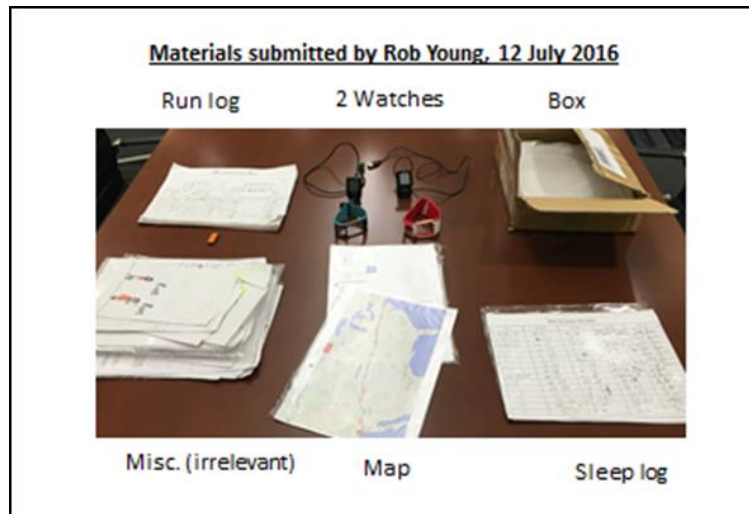 Materials submitted by Rob Young, 12 July 2016
Run log 2 Watches Box
Misc. (irrelevant) Map Sleep log